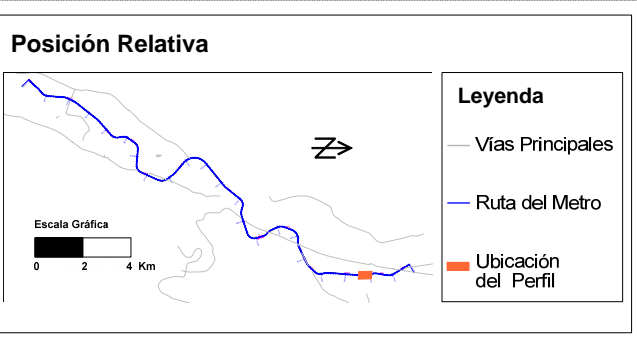 Posición Relativa
Leyenda
Vías Principales
Ruta del Metro
Ubicación
del Perfil
N
Escala Gráfica
0 2 4 Km